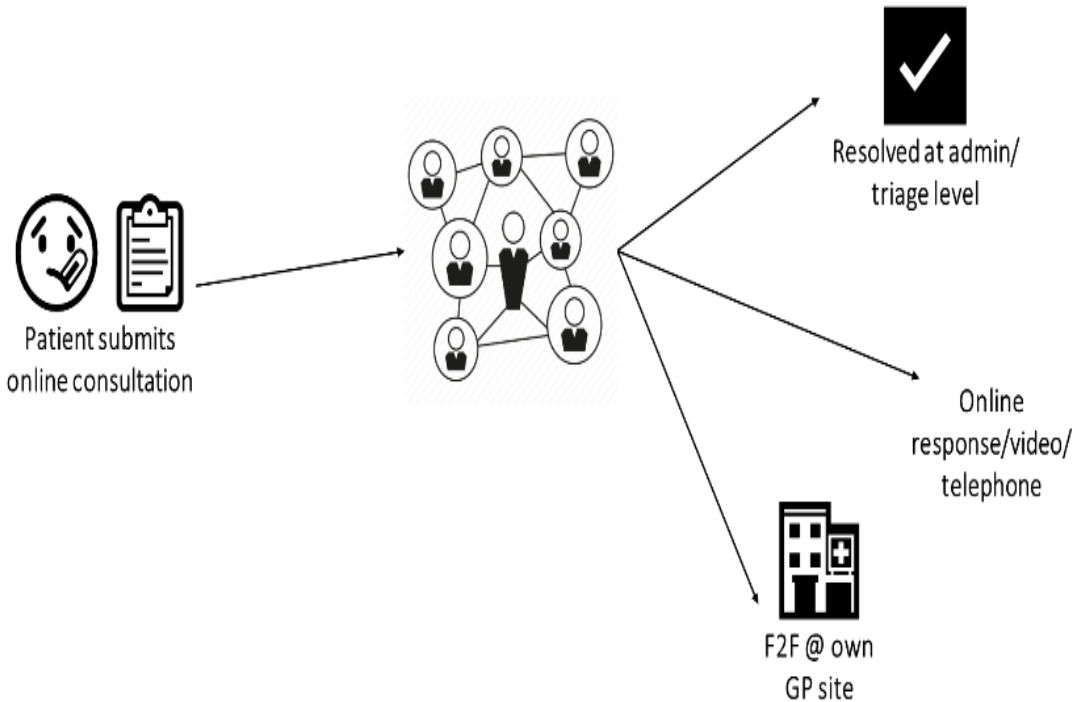 Patient submits
online consultation
Resolved at admin/
triage level
Online
response/video/
telephone
F2F @ own
GP site